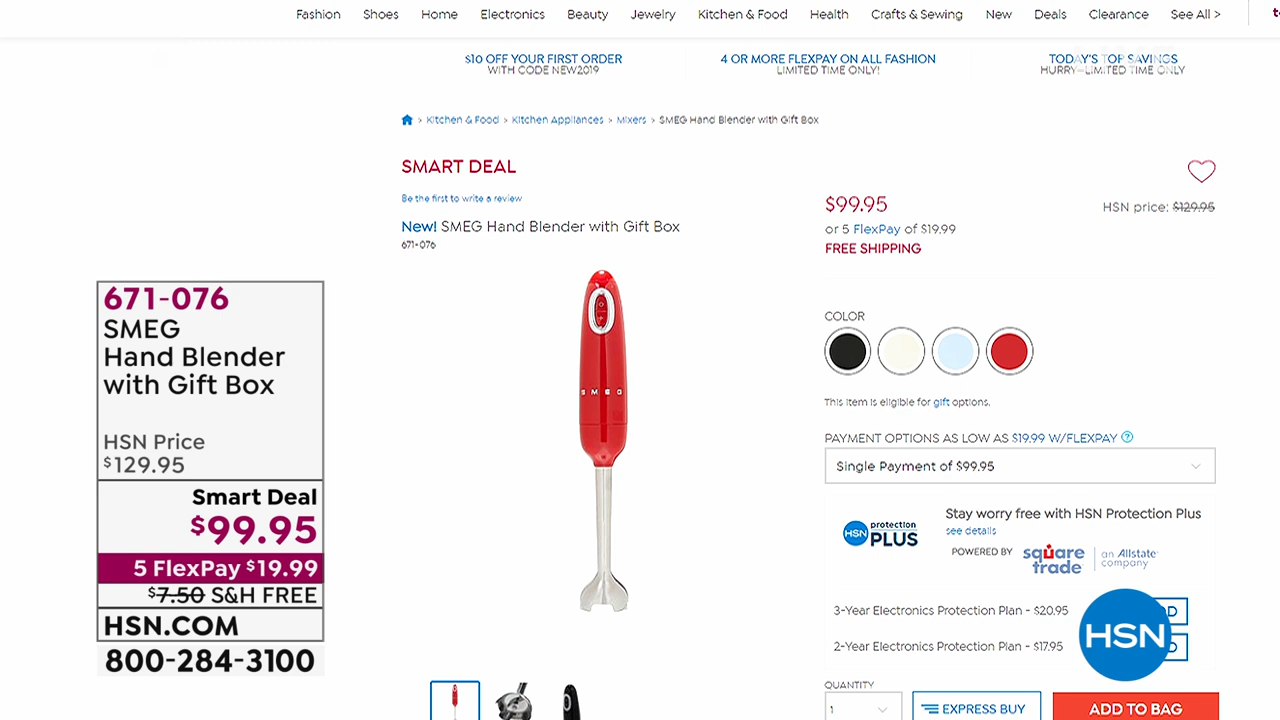 Fashion Shoes Home Electronics Beauty Jewelry Kitchen & Food Health Crafts & Sewing New Deals Clearance See All >
$10 OFF YOUR FIRST ORDER
WITH CODE NEW2019
4 OR MORE FLEXPAY ON ALL FASHION
LIMITED TIME ONLY!
TODAY'S TOP SAVINGS
HURRY—LIMITED TIME ONLY
> Kitchen & Food > Kitchen Appliances > Mixers > SMEG Hand Blender with Gift Box
SMART DEAL
Be the first to write a review
New! SMEG Hand Blender with Gift Box
671-076
SMEG
$99.95
HSN price: $129.95
or 5 FlexPay of $19.99
FREE SHIPPING
COLOR
This item is eligible for gift options.
PAYMENT OPTIONS AS LOW AS $19.99 W/FLEXPAY ?
Single Payment of $99.95
HSN protection PLUS
Stay worry free with HSN Protection Plus
see details
POWERED BY square trade | an Allstate company
3-Year Electronics Protection Plan - $20.95
2-Year Electronics Protection Plan - $17.95
HSN
QUANTITY
1
EXPRESS BUY
ADD TO BAG
671-076
SMEG
Hand Blender
with Gift Box
HSN Price
$129.95
Smart Deal
$99.95
5 FlexPay $19.99
$7.50 S&H FREE
HSN.COM
800-284-3100